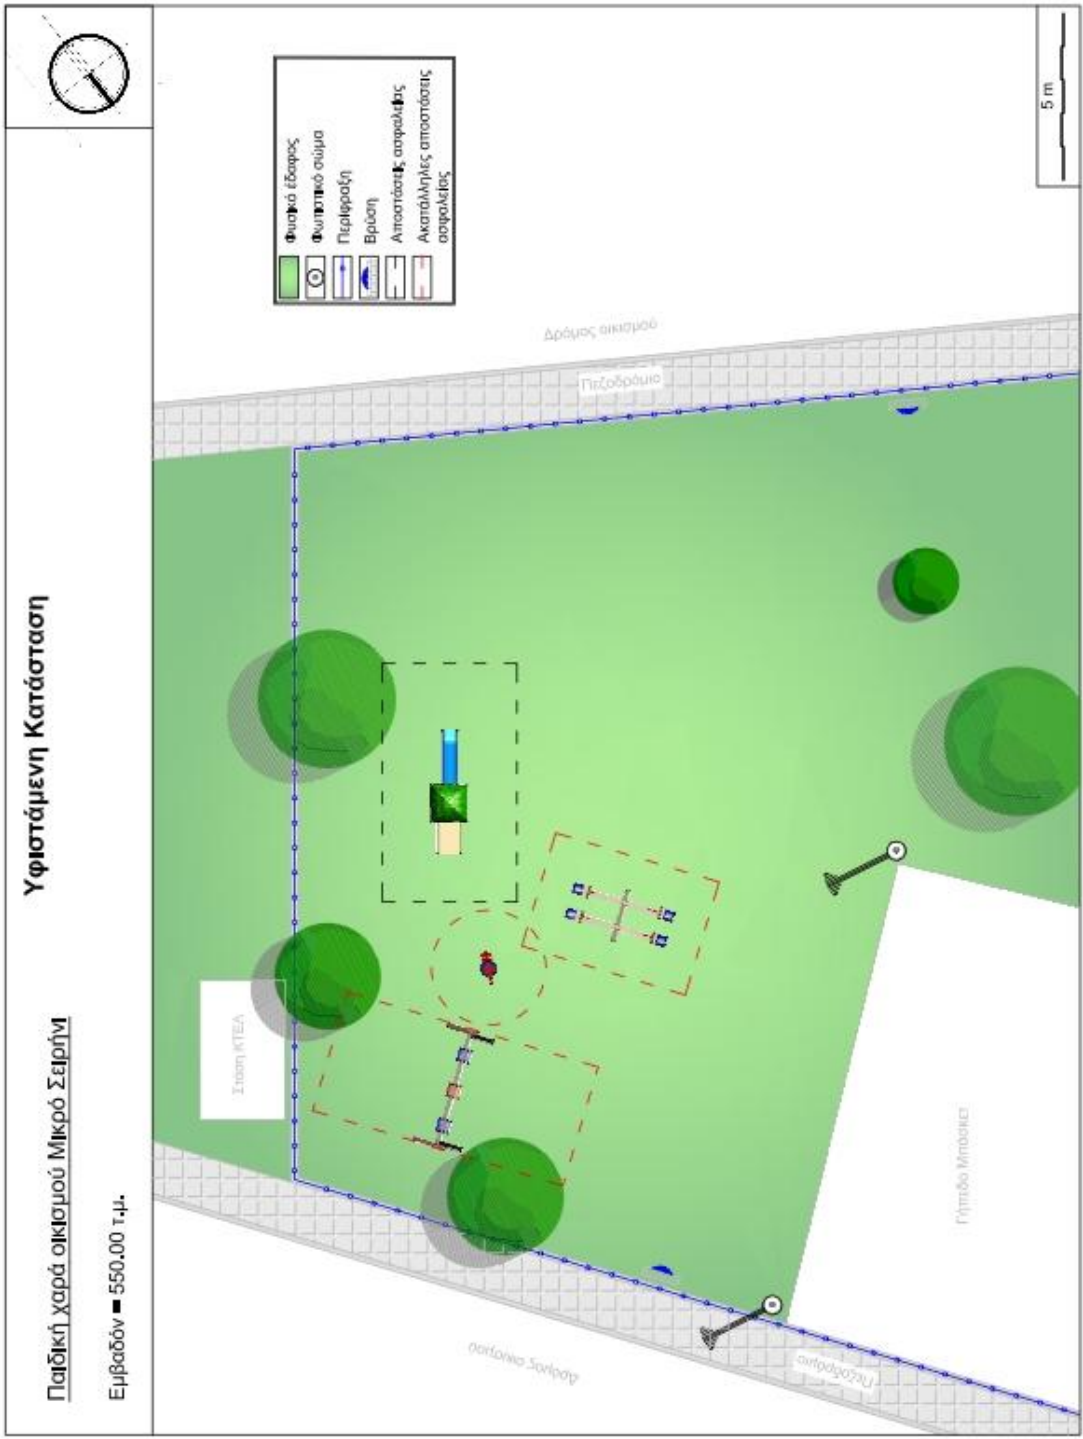 Υφιστάμενη Κατάσταση
Παιδική χαρά οικισμού Μικρό Σειρήνι
Εμβαδόν = 550.00 τ.μ.
Φυσικό έδαφος
Φωτιστικό σώμα
Περίφραξη
Βρύση
Αποστάσεις ασφαλείας
Ακατάλληλες αποστάσεις
ασφαλείας
5 m
Δρόμος οικισμού
Πεζοδρόμιο
Στάση ΚΤΕΛ
Γήπεδο Μπάσκετ
Δρόμος οικισμού
Πεζοδρόμιο